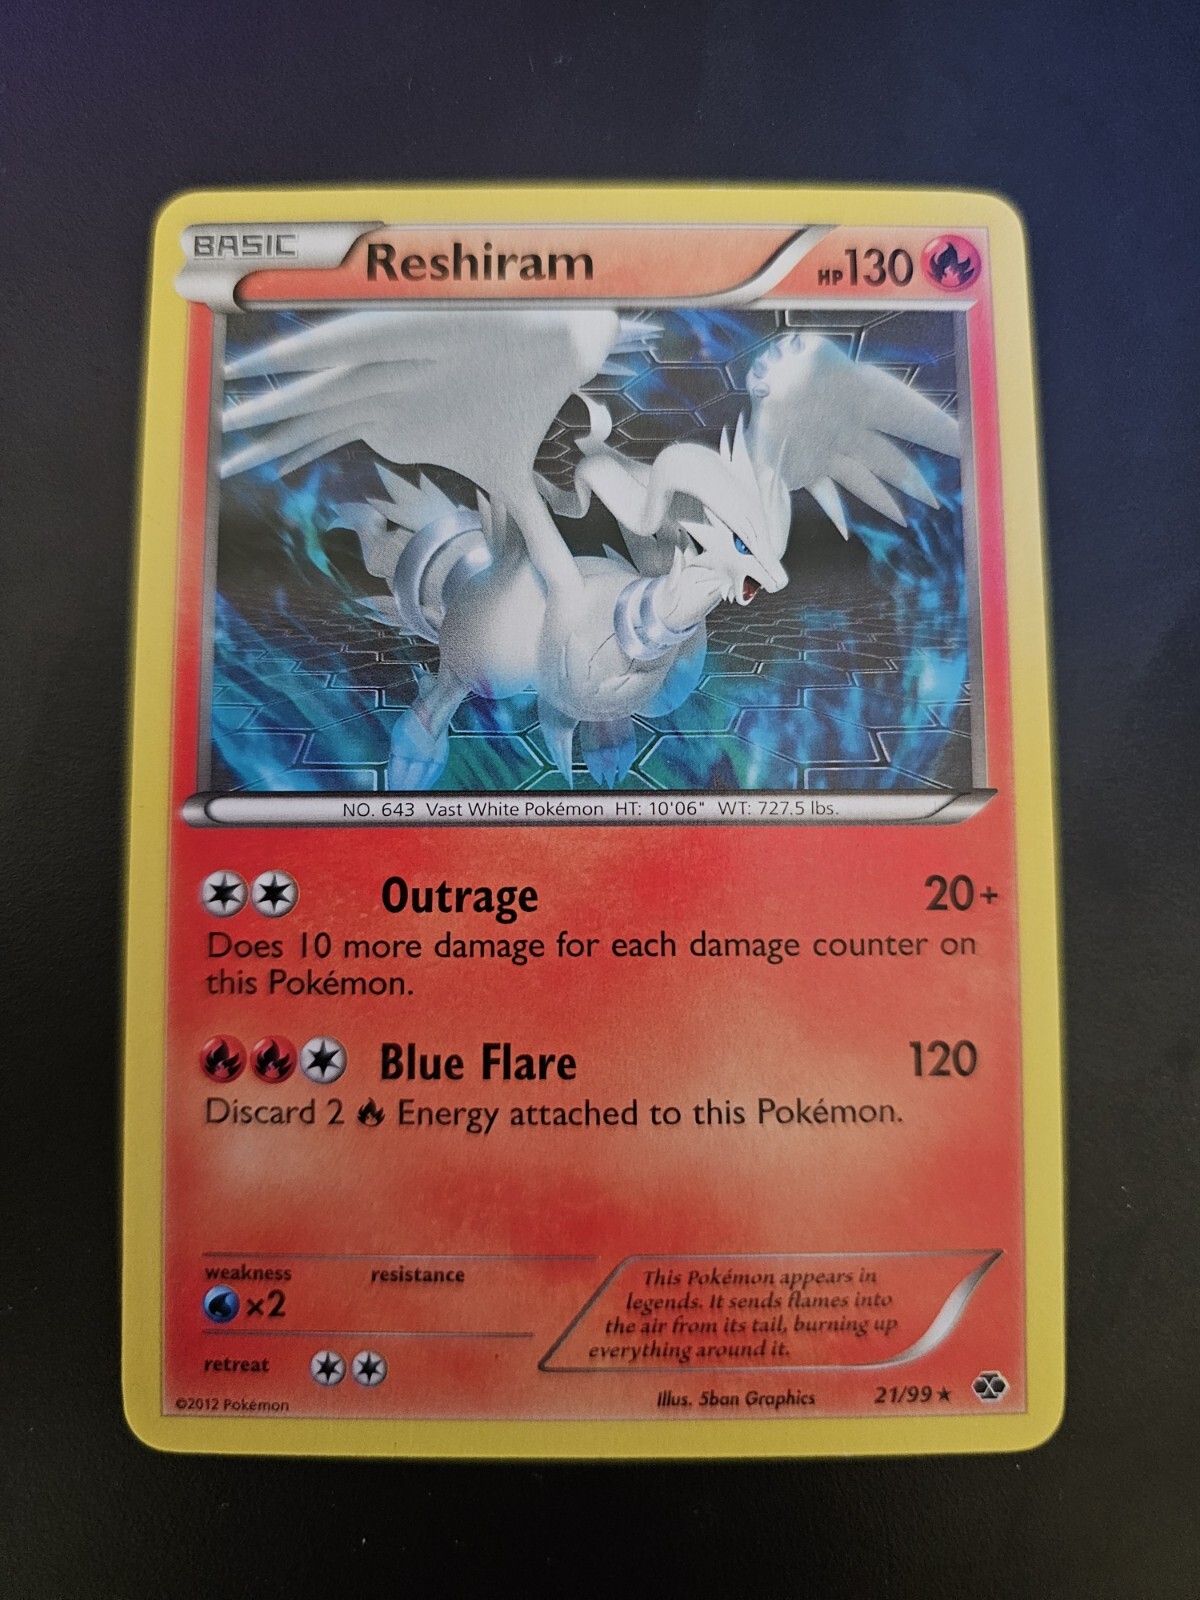 BASIC Reshiram HP130
NO. 643 Vast White Pokémon HT: 10'06" WT: 727.5 lbs.
Outrage 20+
Does 10 more damage for each damage counter on
this Pokémon.
Blue Flare 120
Discard 2 Energy attached to this Pokémon.
weakness resistance
×2
retreat
This Pokémon appears in
legends. It sends flames into
the air from its tail, burning up
everything around it.
©2012 Pokémon Illus. 5ban Graphics 21/99 ★